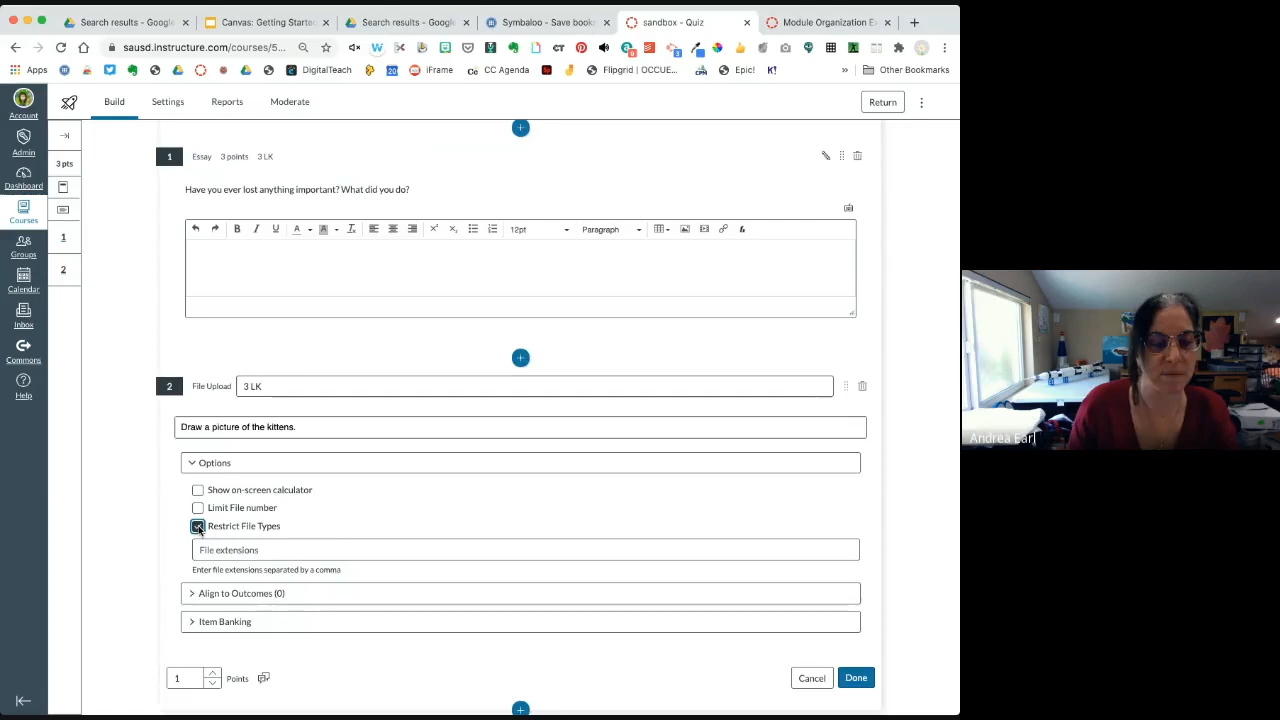 Search results - Google
Canvas: Getting Started
Search results - Google
Symbaloo - Save book
sandbox - Quiz
Module Organization E
sausd.instructure.com/courses/5...
Apps
DigitalTeach
iFrame
CC Agenda
Flipgrid | OCCUE...
Epic!
Other Bookmarks
Account
Admin
Dashboard
Courses
Groups
Calendar
Inbox
Commons
Help
Build
Settings
Reports
Moderate
Return
3 pts
1
2
1 Essay 3 points 3 LK
Have you ever lost anything important? What did you do?
12pt
Paragraph
2 File Upload 3 LK
Draw a picture of the kittens.
Options
Show on-screen calculator
Limit File number
Restrict File Types
File extensions
Enter file extensions separated by a comma
Align to Outcomes (0)
Item Banking
1 Points
Cancel
Done
Andrea Earl